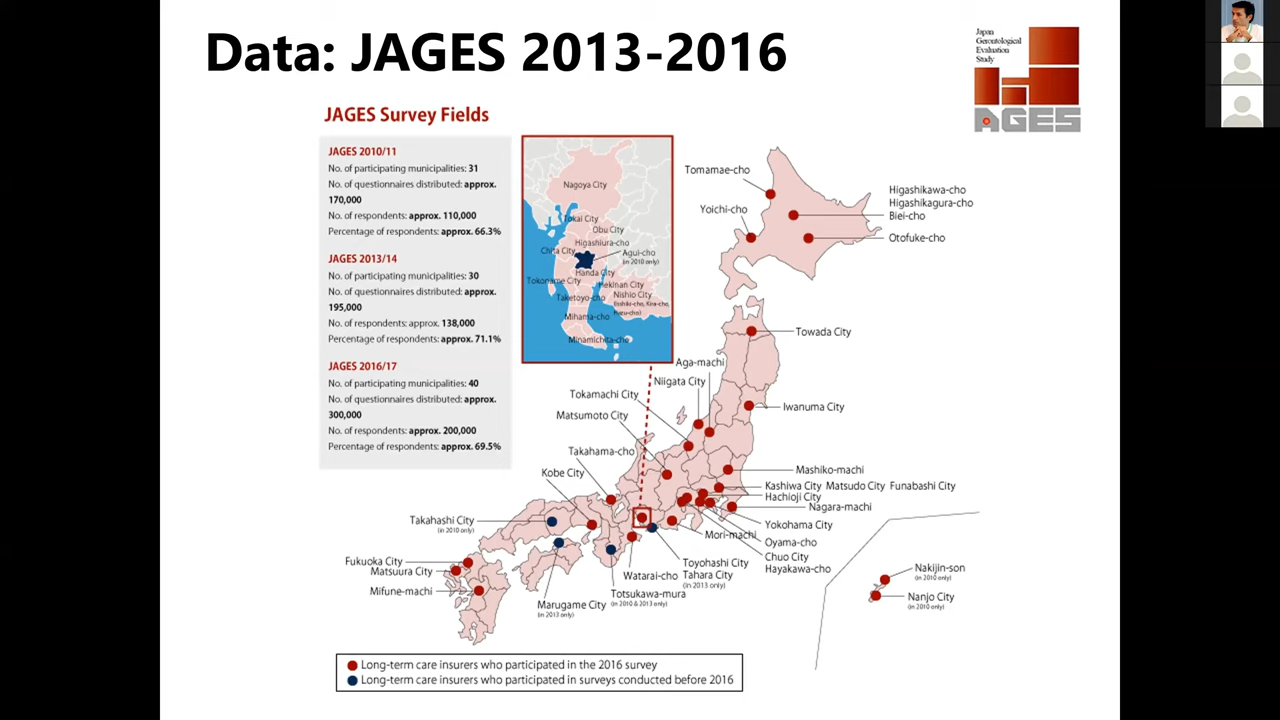 Data: JAGES 2013-2016
Japan
Gerontological
Evaluation
Study
AGES
JAGES Survey Fields
JAGES 2010/11
No. of participating municipalities: 31
No. of questionnaires distributed: approx.
170,000
No. of respondents: approx. 110,000
Percentage of respondents: approx. 66.3%
JAGES 2013/14
No. of participating municipalities: 30
No. of questionnaires distributed: approx.
195,000
No. of respondents: approx. 138,000
Percentage of respondents: approx. 71.1%
JAGES 2016/17
No. of participating municipalities: 40
No. of questionnaires distributed: approx.
300,000
No. of respondents: approx. 200,000
Percentage of respondents: approx. 69.5%
Nagoya City
Tokai City
Obu City
Higashiura-cho
Chita City
Agui-cho
(in 2010 only)
Handa City
Tokoname City
Hekinan City
Nishio City
Taketoyo-cho
Mihama-cho
Minamichita-cho
Tomamae-cho
Higashikawa-cho
Higashikagura-cho
Yoichi-cho
Biei-cho
Otofuke-cho
Towada City
Aga-machi
Niigata City
Tokamachi City
Iwanuma City
Matsumoto City
Takahama-cho
Kobe City
Mashiko-machi
Kashiwa City Matsudo City Funabashi City
Hachioji City
Nagara-machi
Takahashi City
(in 2010 only)
Yokohama City
Mori-machi
Oyama-cho
Chuo City
Hayakawa-cho
Fukuoka City
Matsuura City
Mifune-machi
Toyohashi City
Tahara City
(in 2013 only)
Watarai-cho
Totsukawa-mura
(in 2010 & 2013 only)
Marugame City
(in 2013 only)
Nakijin-son
(in 2010 only)
Nanjo City
(in 2010 only)
Long-term care insurers who participated in the 2016 survey
Long-term care insurers who participated in surveys conducted before 2016